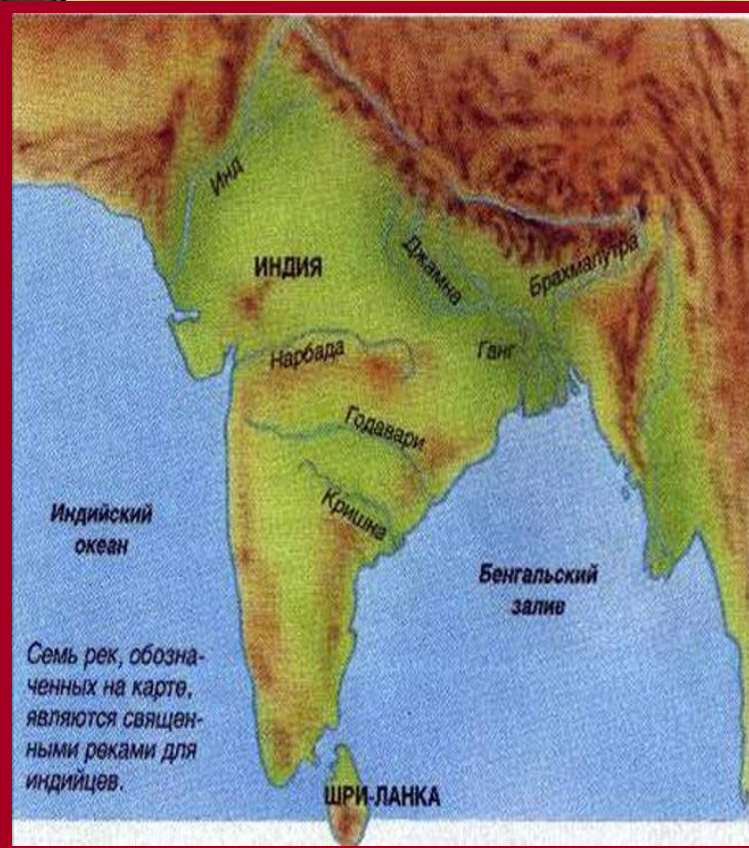 Инд
ИНДИЯ
Джамна
Брахмапутра
Нарбада
Ганг
Годавари
Кришна
Индийский
океан
Бенгальский
залив
Семь рек, обозна-
ченных на карте,
являются священ-
ными реками для
индийцев.
ШРИ-ЛАНКА